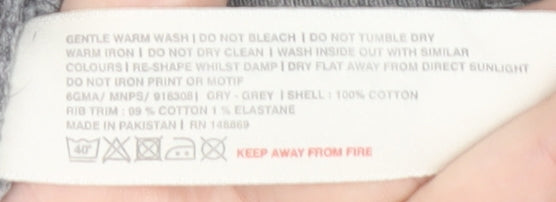 GENTLE WARM WASH | DO NOT BLEACH | DO NOT TUMBLE DRY
WARM IRON | DO NOT DRY CLEAN | WASH INSIDE OUT WITH SIMILAR
COLOURS | RE-SHAPE WHILST DAMP | DRY FLAT AWAY FROM DIRECT SUNLIGHT
DO NOT IRON PRINT OR MOTIF
6GMA/ MNPS/ 916308| GRY - GREY | SHELL : 100% COTTON
RIB TRIM : 99 % COTTON 1 % ELASTANE
MADE IN PAKISTAN | RN 148869
40° KEEP AWAY FROM FIRE